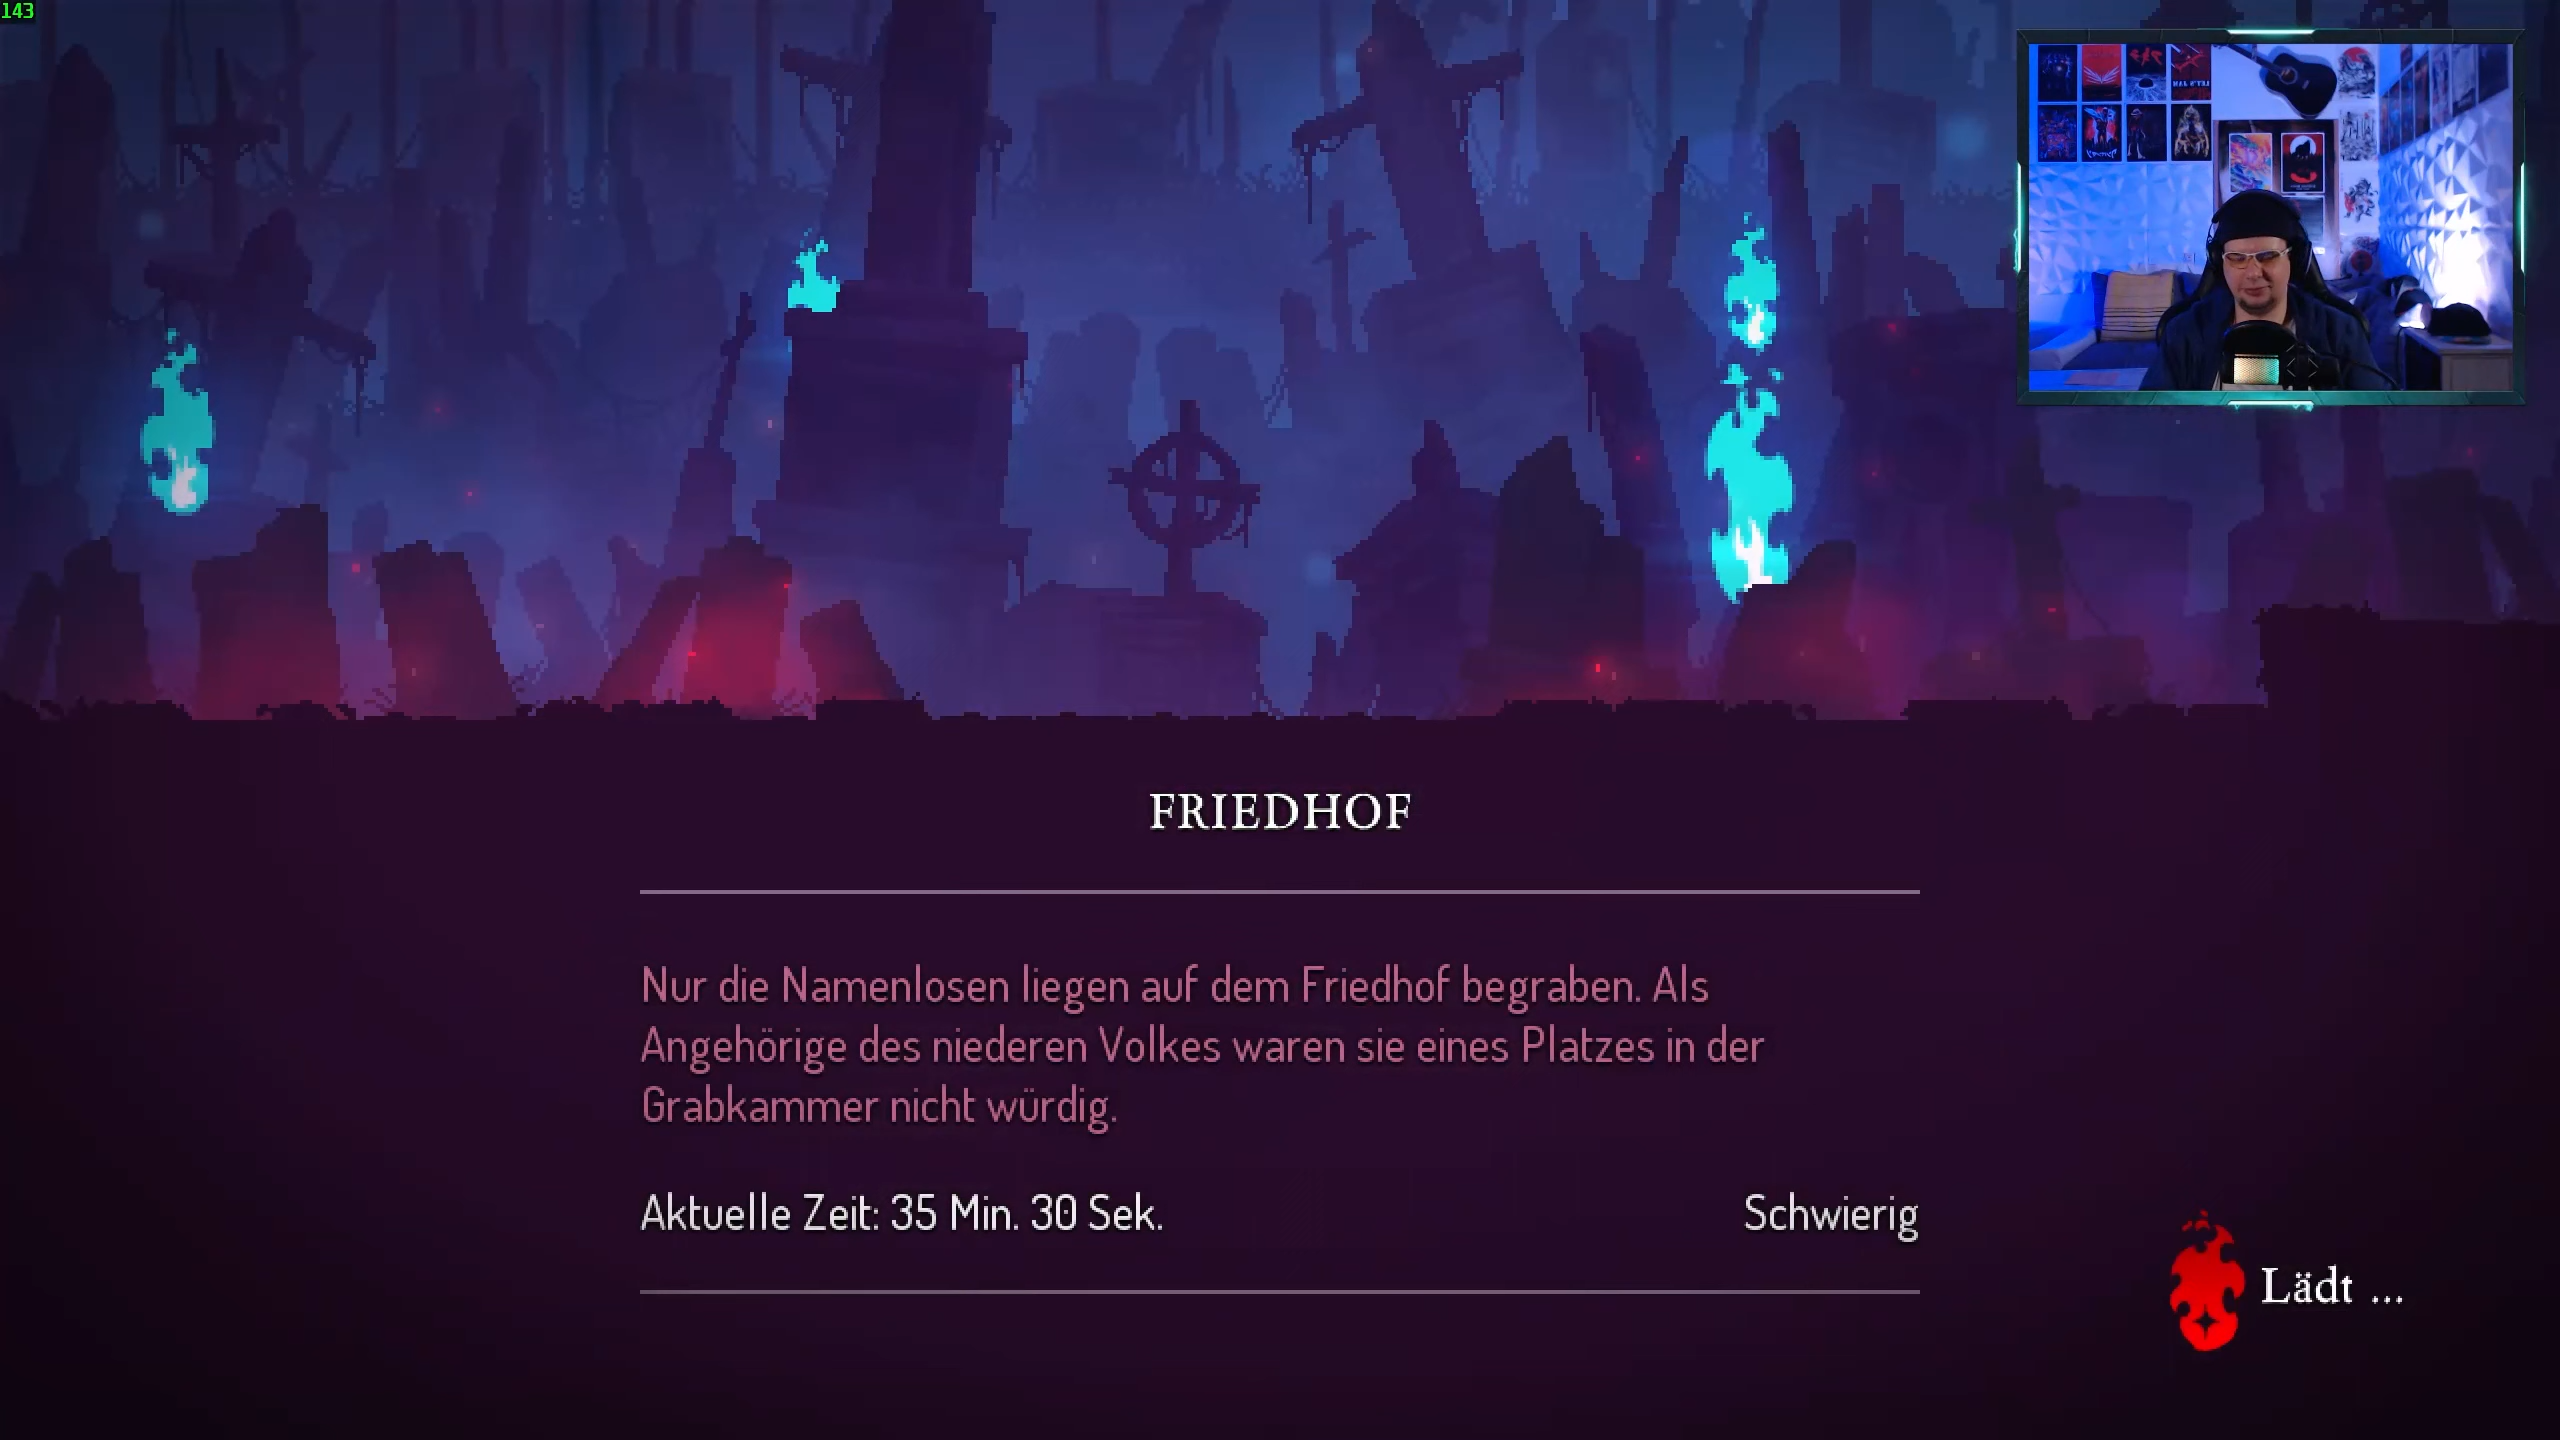 143
FRIEDHOF
Nur die Namenlosen liegen auf dem Friedhof begraben. Als
Angehörige des niederen Volkes waren sie eines Platzes in der
Grabkammer nicht würdig.
Aktuelle Zeit: 35 Min. 30 Sek.
Schwierig
Lädt ...